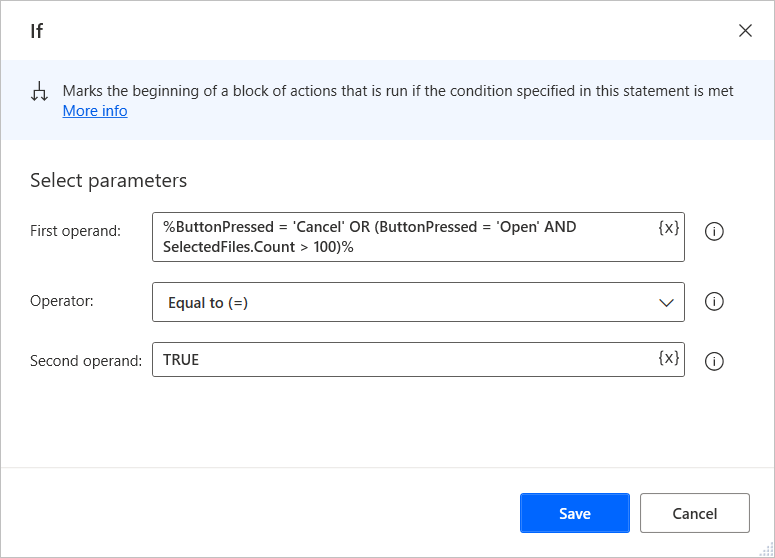 If
Marks the beginning of a block of actions that is run if the condition specified in this statement is met
More info
Select parameters
First operand:
%ButtonPressed = 'Cancel' OR (ButtonPressed = 'Open' AND
SelectedFiles.Count > 100)%
{x}
Operator:
Equal to (=)
Second operand:
TRUE
{x}
Save
Cancel